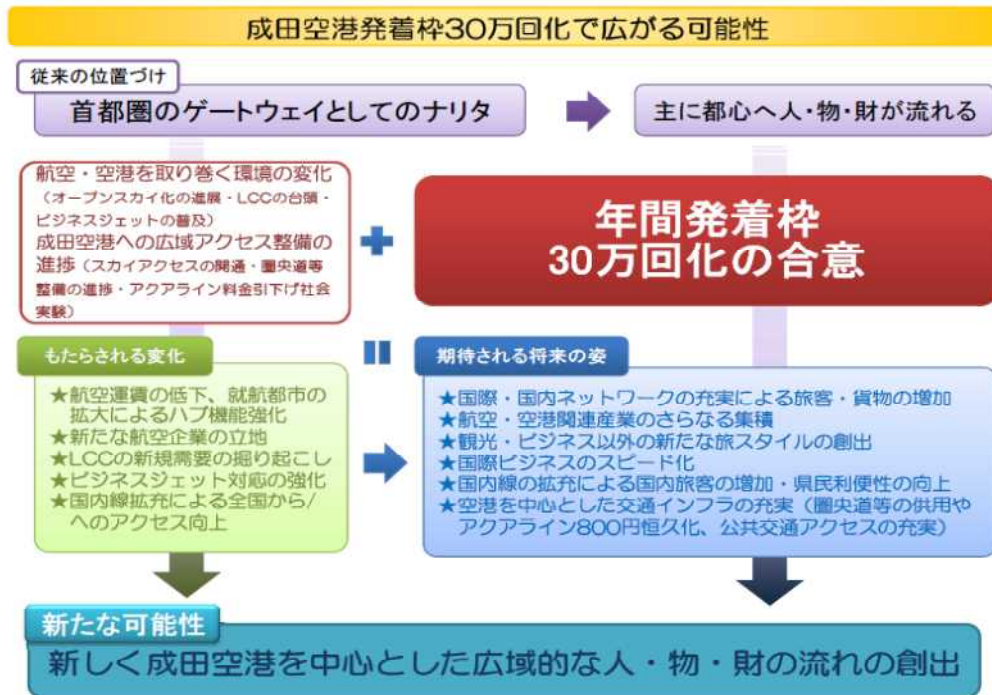 成田空港発着枠30万回化で広がる可能性
従来の位置づけ
首都圏のゲートウェイとしてのナリタ
主に都心へ人・物・財が流れる
航空・空港を取り巻く環境の変化
（オープンスカイ化の進展・LCCの台頭・
ビジネスジェットの普及）
成田空港への広域アクセス整備の
進捗（スカイアクセスの開通・圏央道等
整備の進捗・アクアライン料金引下げ社会
実験）
年間発着枠
30万回化の合意
もたらされる変化
★航空運賃の低下、就航都市の
拡大によるハブ機能強化
★新たな航空企業の立地
★LCCの新規需要の掘り起こし
★ビジネスジェット対応の強化
★国内線拡充による全国から/
へのアクセス向上
期待される将来の姿
★国際・国内ネットワークの充実による旅客・貨物の増加
★航空・空港関連産業のさらなる集積
★観光・ビジネス以外の新たな旅スタイルの創出
★国際ビジネスのスピード化
★国内線の拡充による国内旅客の増加・県民利便性の向上
★空港を中心とした交通インフラの充実（圏央道等の供用や
アクアライン800円恒久化、公共交通アクセスの充実）
新たな可能性
新しく成田空港を中心とした広域的な人・物・財の流れの創出